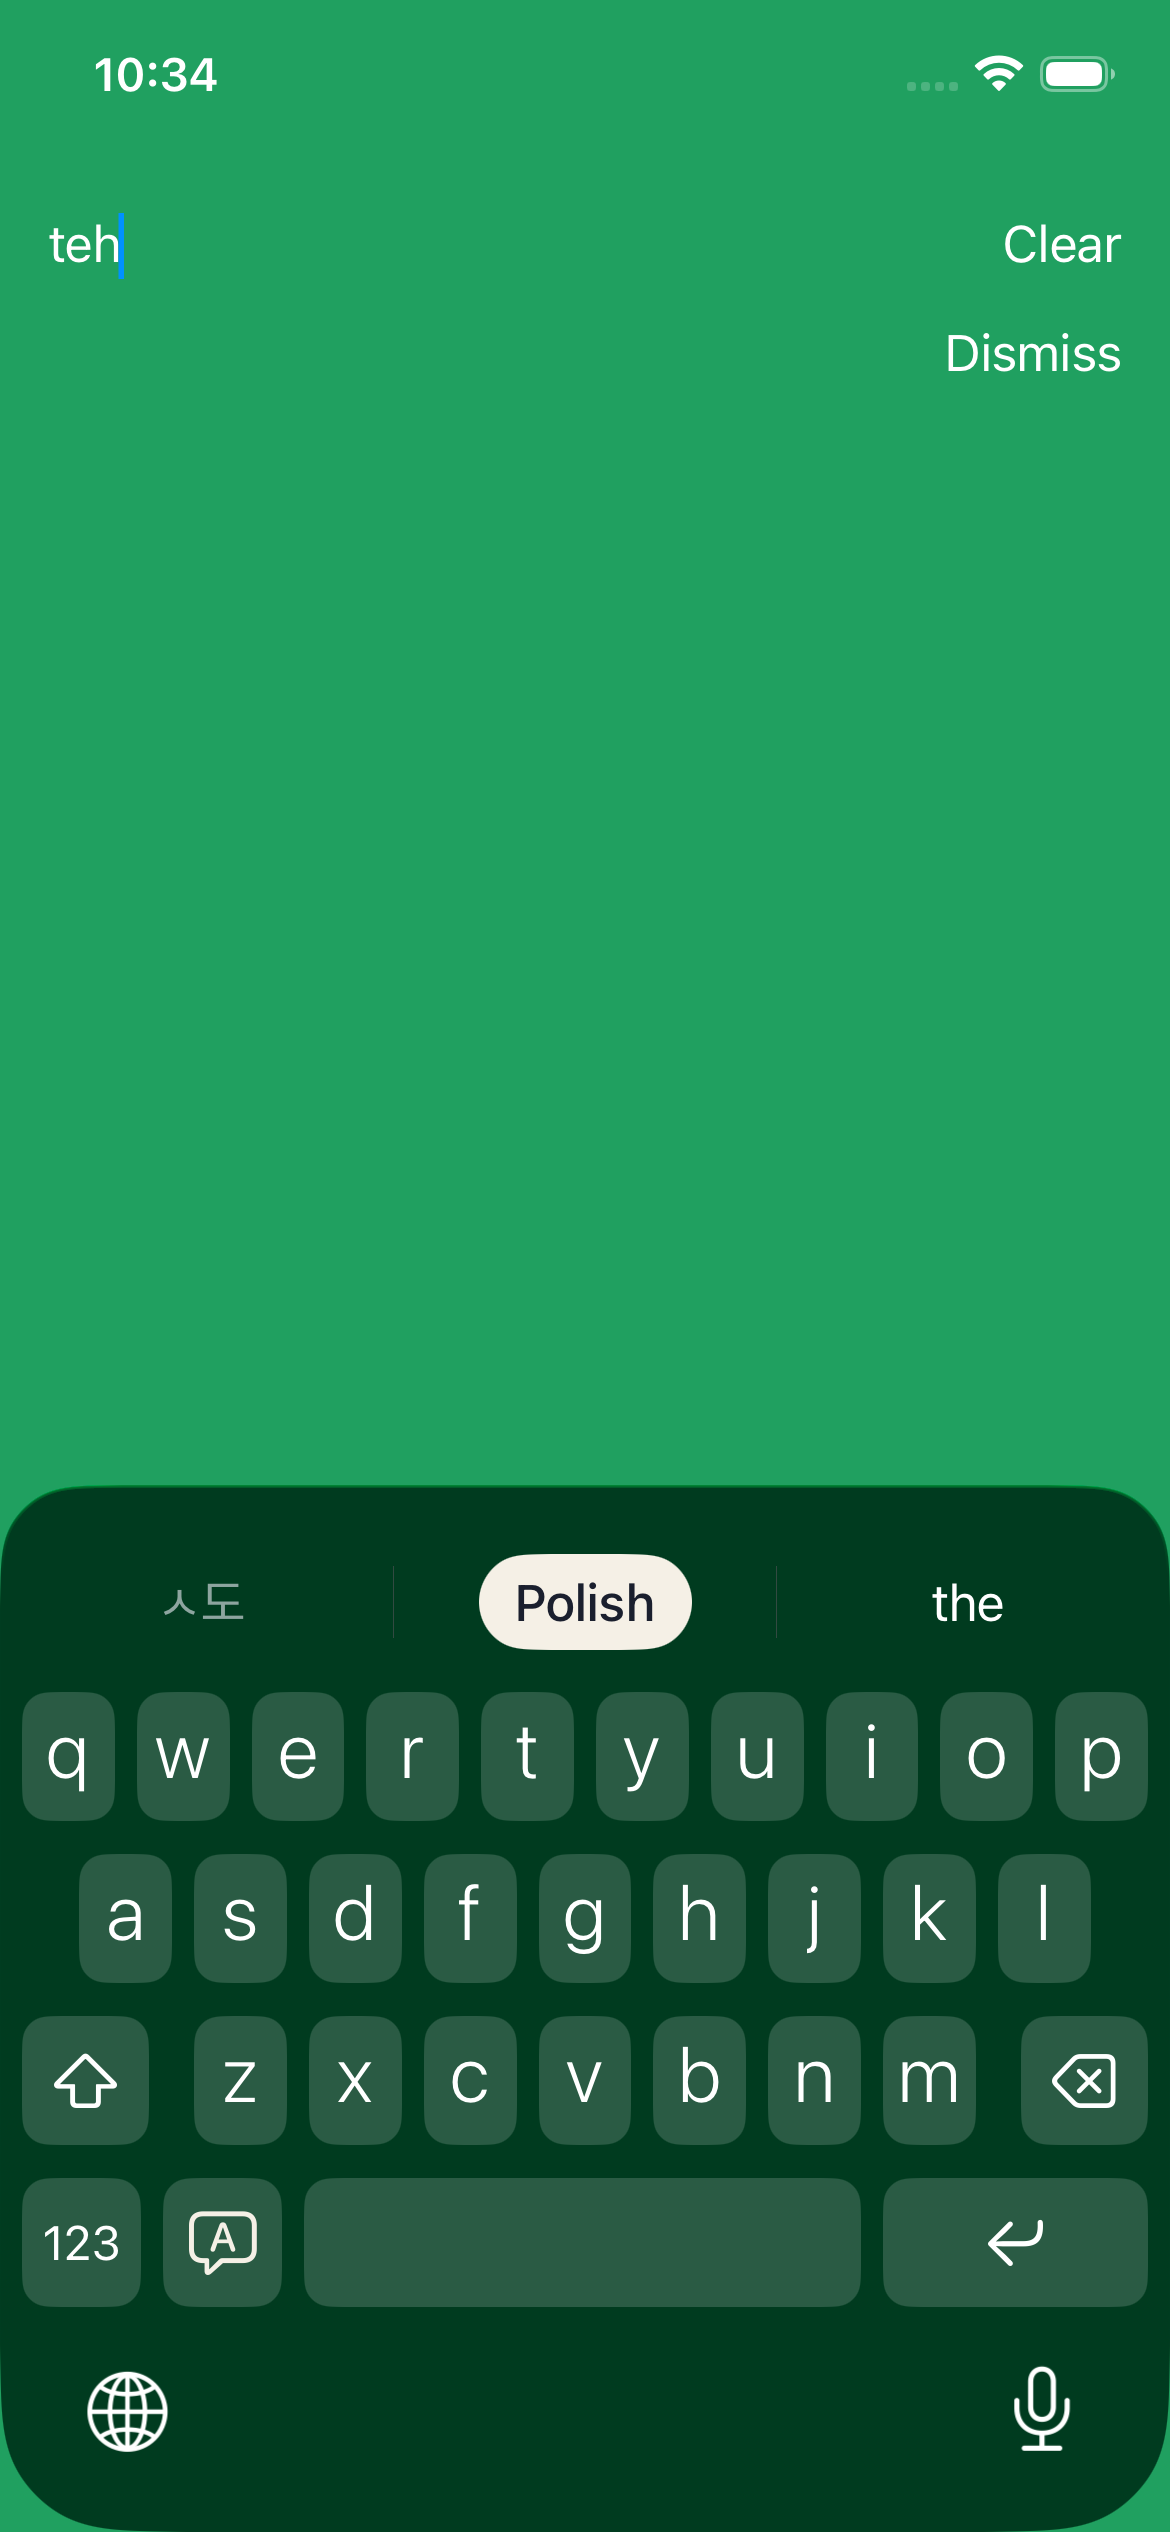 10:34
teh Clear
Dismiss
ㅅ도 Polish the
q w e r t y u i o p
a s d f g h j k l
z x c v b n m
123 A